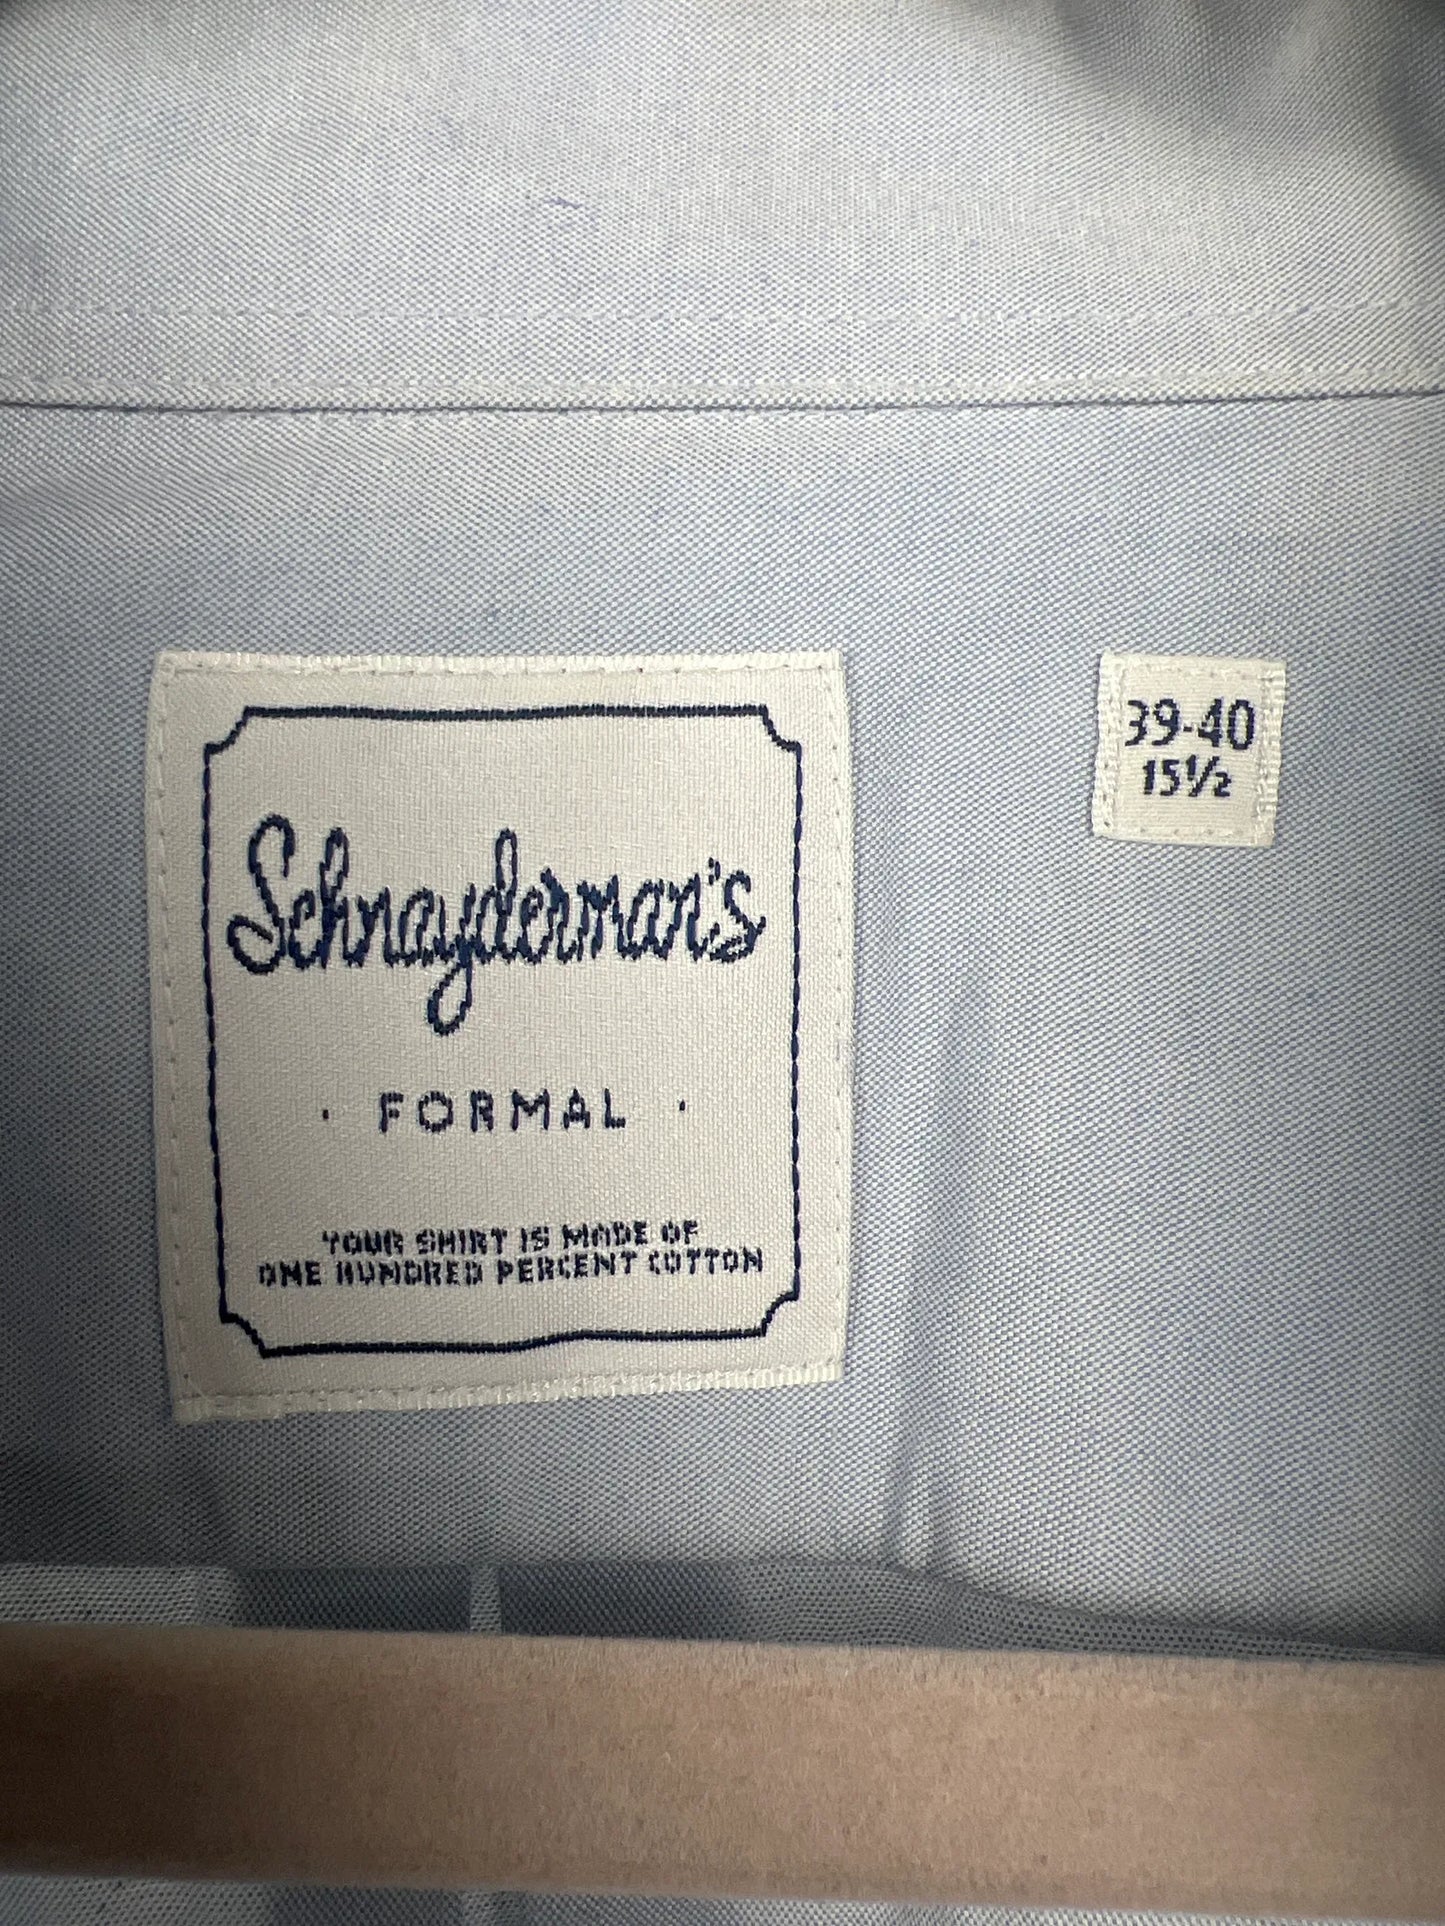 Schnayderman's
· FORMAL ·
YOUR SHIRT IS MADE OF
ONE HUNDRED PERCENT COTTON
39-40
15½